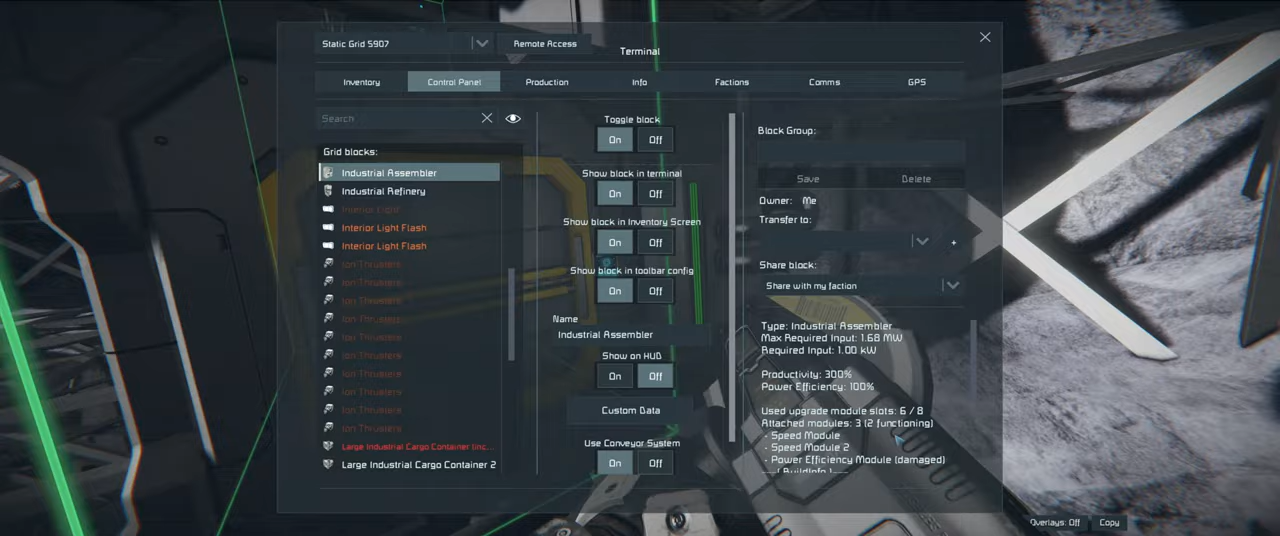 Static Grid 5907
Remote Access
Terminal
Inventory
Control Panel
Production
Info
Factions
Comms
GPS
Search
Grid blocks:
Industrial Assembler
Industrial Refinery
Interior Light
Interior Light Flash
Interior Light Flash
Ion Thrusters
Ion Thrusters
Ion Thrusters
Ion Thrusters
Ion Thrusters
Ion Thrusters
Ion Thrusters
Ion Thrusters
Ion Thrusters
Ion Thrusters
Large Industrial Cargo Container (inc...
Large Industrial Cargo Container 2
Toggle block
On Off
Show block in terminal
On Off
Show block in Inventory Screen
On Off
Show block in toolbar config
On Off
Name
Industrial Assembler
Show on HUD
On Off
Custom Data
Use Conveyor System
On Off
Block Group:
Save Delete
Owner: Me
Transfer to:
+
Share block:
Share with my faction
Type: Industrial Assembler
Max Required Input: 1.68 MW
Required Input: 1.00 kW
Productivity: 300%
Power Efficiency: 100%
Used upgrade module slots: 6 / 8
Attached modules: 3 (2 functioning)
- Speed Module
- Speed Module 2
- Power Efficiency Module (damaged)
---( BuildInfo )---
Overlays: Off
Copy